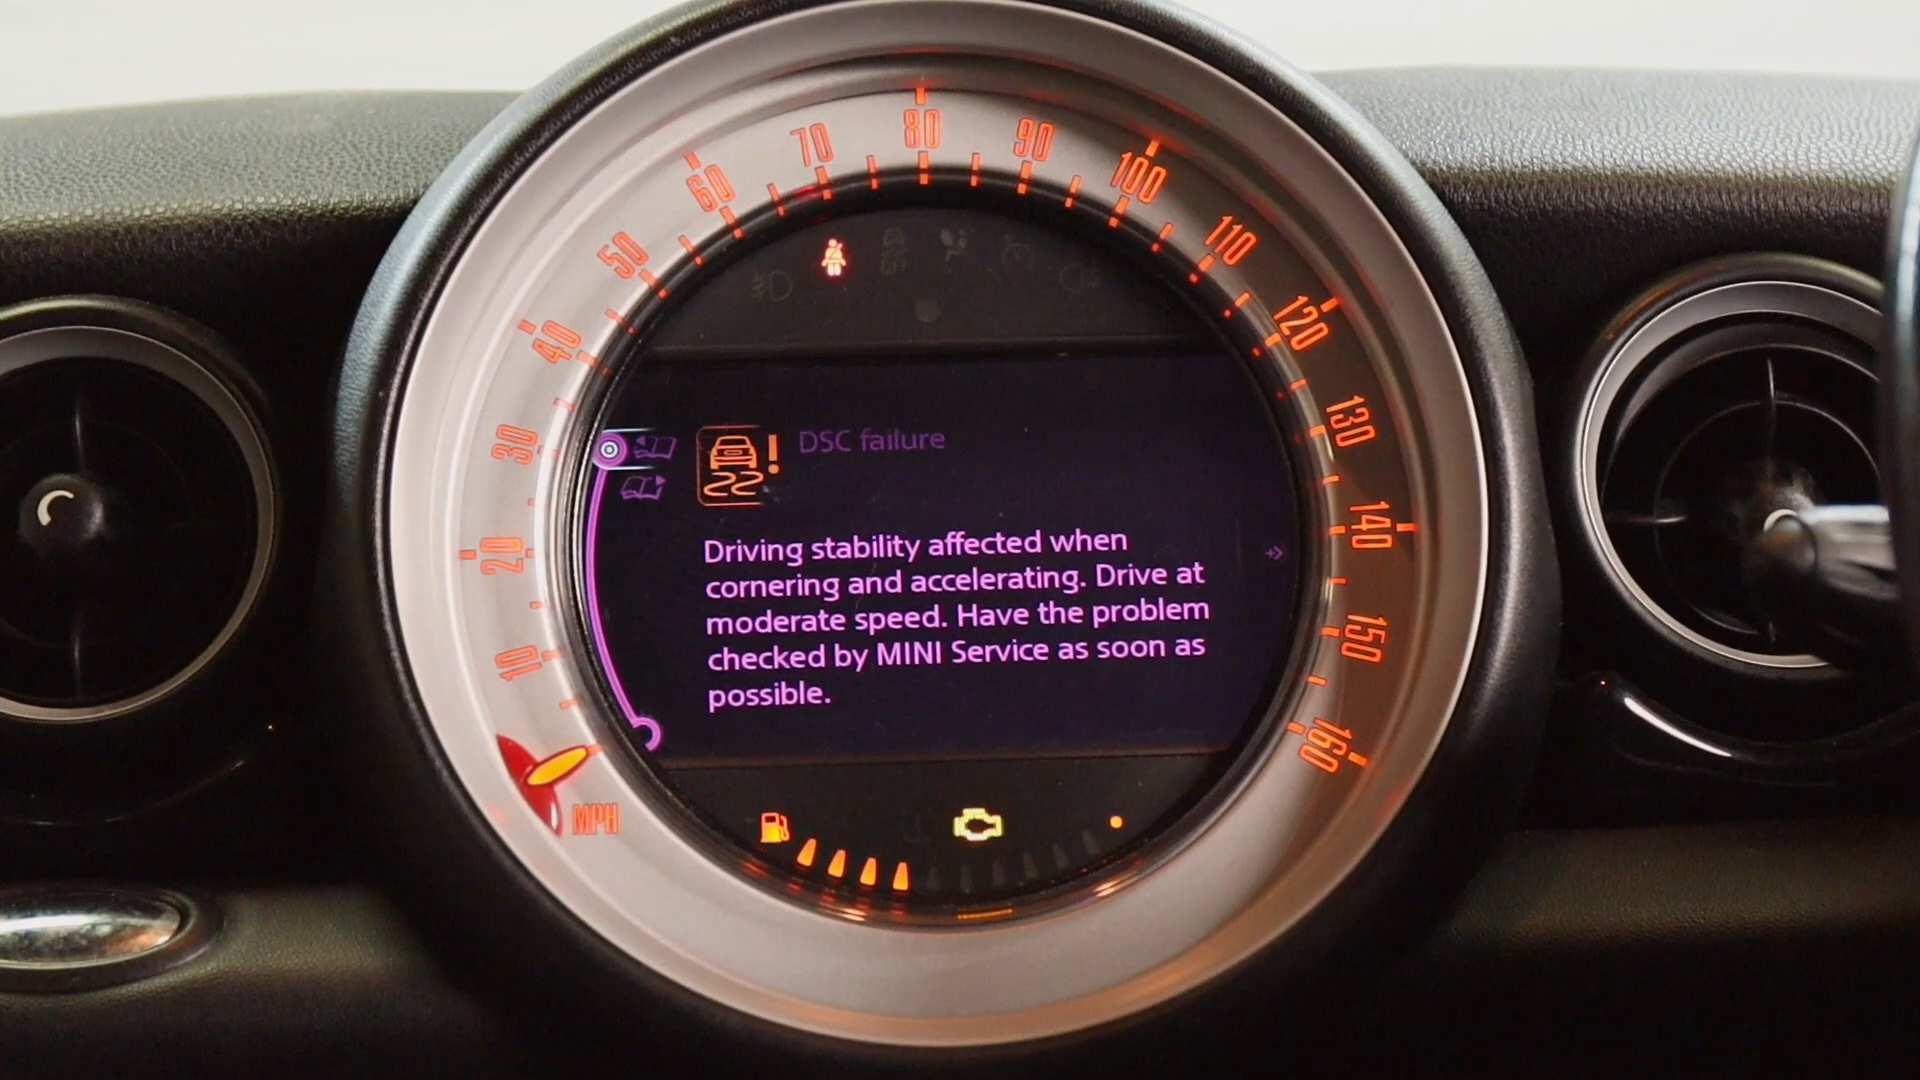 10
20
30
40
50
60
70
80
90
100
110
120
130
140
150
160
MPH
DSC failure
Driving stability affected when
cornering and accelerating. Drive at
moderate speed. Have the problem
checked by MINI Service as soon as
possible.